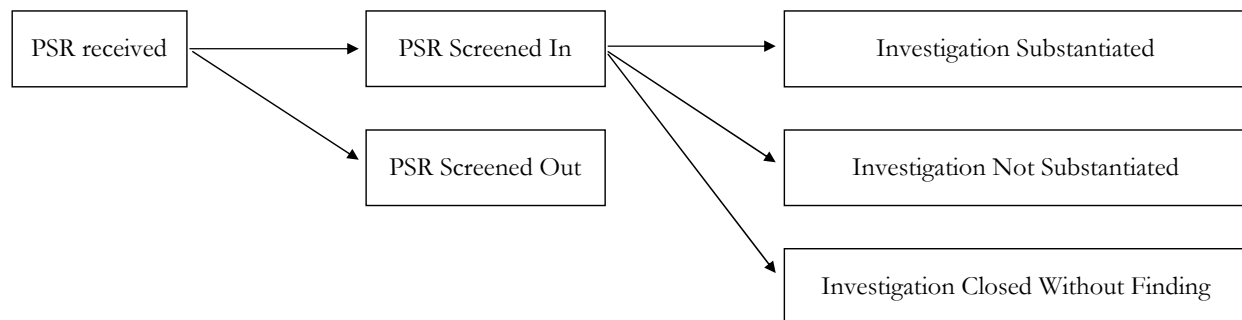 PSR received
PSR Screened In
Investigation Substantiated
PSR Screened Out
Investigation Not Substantiated
Investigation Closed Without Finding